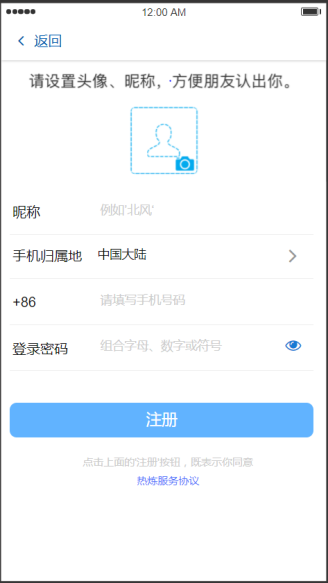 12:00 AM
返回
请设置头像、昵称，方便朋友认出你。
昵称 例如'北风'
手机归属地 中国大陆
+86 请填写手机号码
登录密码 组合字母、数字或符号
注册
点击上面的'注册'按钮，既表示你同意
热炼服务协议